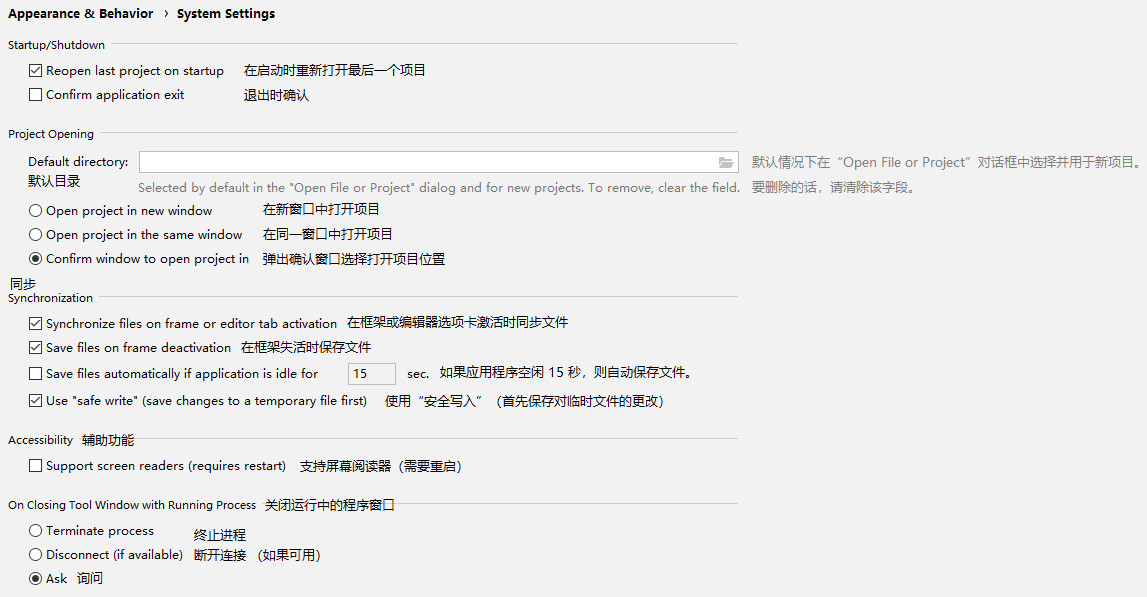 Appearance & Behavior › System Settings
Startup/Shutdown
Reopen last project on startup 在启动时重新打开最后一个项目
Confirm application exit 退出时确认
Project Opening
Default directory: 默认情况下在“Open File or Project”对话框中选择并用于新项目。
默认目录 Selected by default in the "Open File or Project" dialog and for new projects. To remove, clear the field. 要删除的话，请清除该字段。
Open project in new window 在新窗口中打开项目
Open project in the same window 在同一窗口中打开项目
Confirm window to open project in 弹出确认窗口选择打开项目位置
同步
Synchronization
Synchronize files on frame or editor tab activation 在框架或编辑器选项卡激活时同步文件
Save files on frame deactivation 在框架失活时保存文件
Save files automatically if application is idle for 15 sec. 如果应用程序空闲 15 秒，则自动保存文件。
Use "safe write" (save changes to a temporary file first) 使用“安全写入”（首先保存对临时文件的更改）
Accessibility 辅助功能
Support screen readers (requires restart) 支持屏幕阅读器（需要重启）
On Closing Tool Window with Running Process 关闭运行中的程序窗口
Terminate process 终止进程
Disconnect (if available) 断开连接 （如果可用）
Ask 询问